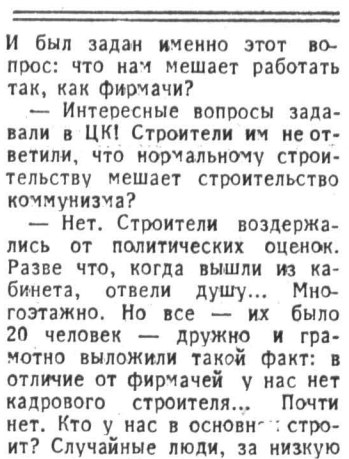 И был задан именно этот во-
прос: что нам мешает работать
так, как фирмачи?
— Интересные вопросы зада-
вали в ЦК! Строители им не от-
ветили, что нормальному строи-
тельству мешает строительство
коммунизма?
— Нет. Строители воздержа-
лись от политических оценок.
Разве что, когда вышли из ка-
бинета, отвели душу... Мно-
гоэтажно. Но все — их было
20 человек — дружно и гра-
мотно выложили такой факт: в
отличие от фирмачей у нас нет
кадрового строителя... Почти
нет. Кто у нас в стро-
ит? Случайные люди, за низкую